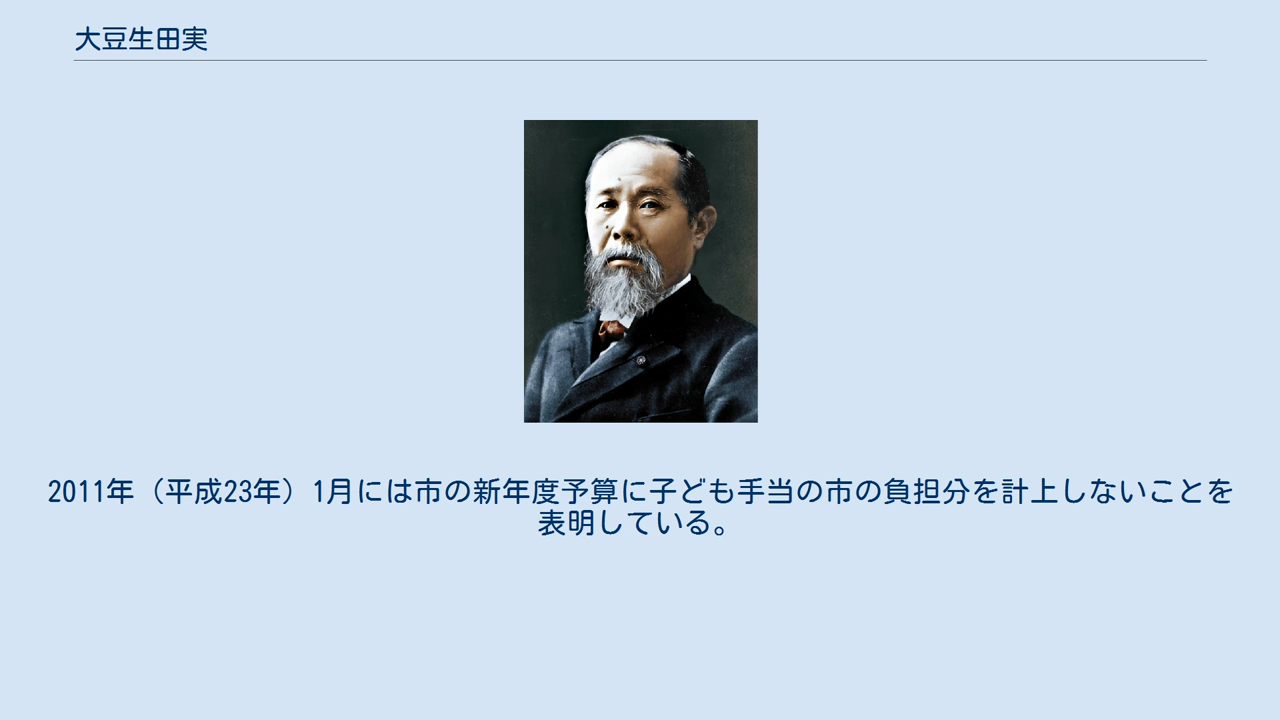 大豆生田実
2011年（平成23年）1月には市の新年度予算に子ども手当の市の負担分を計上しないことを
表明している。